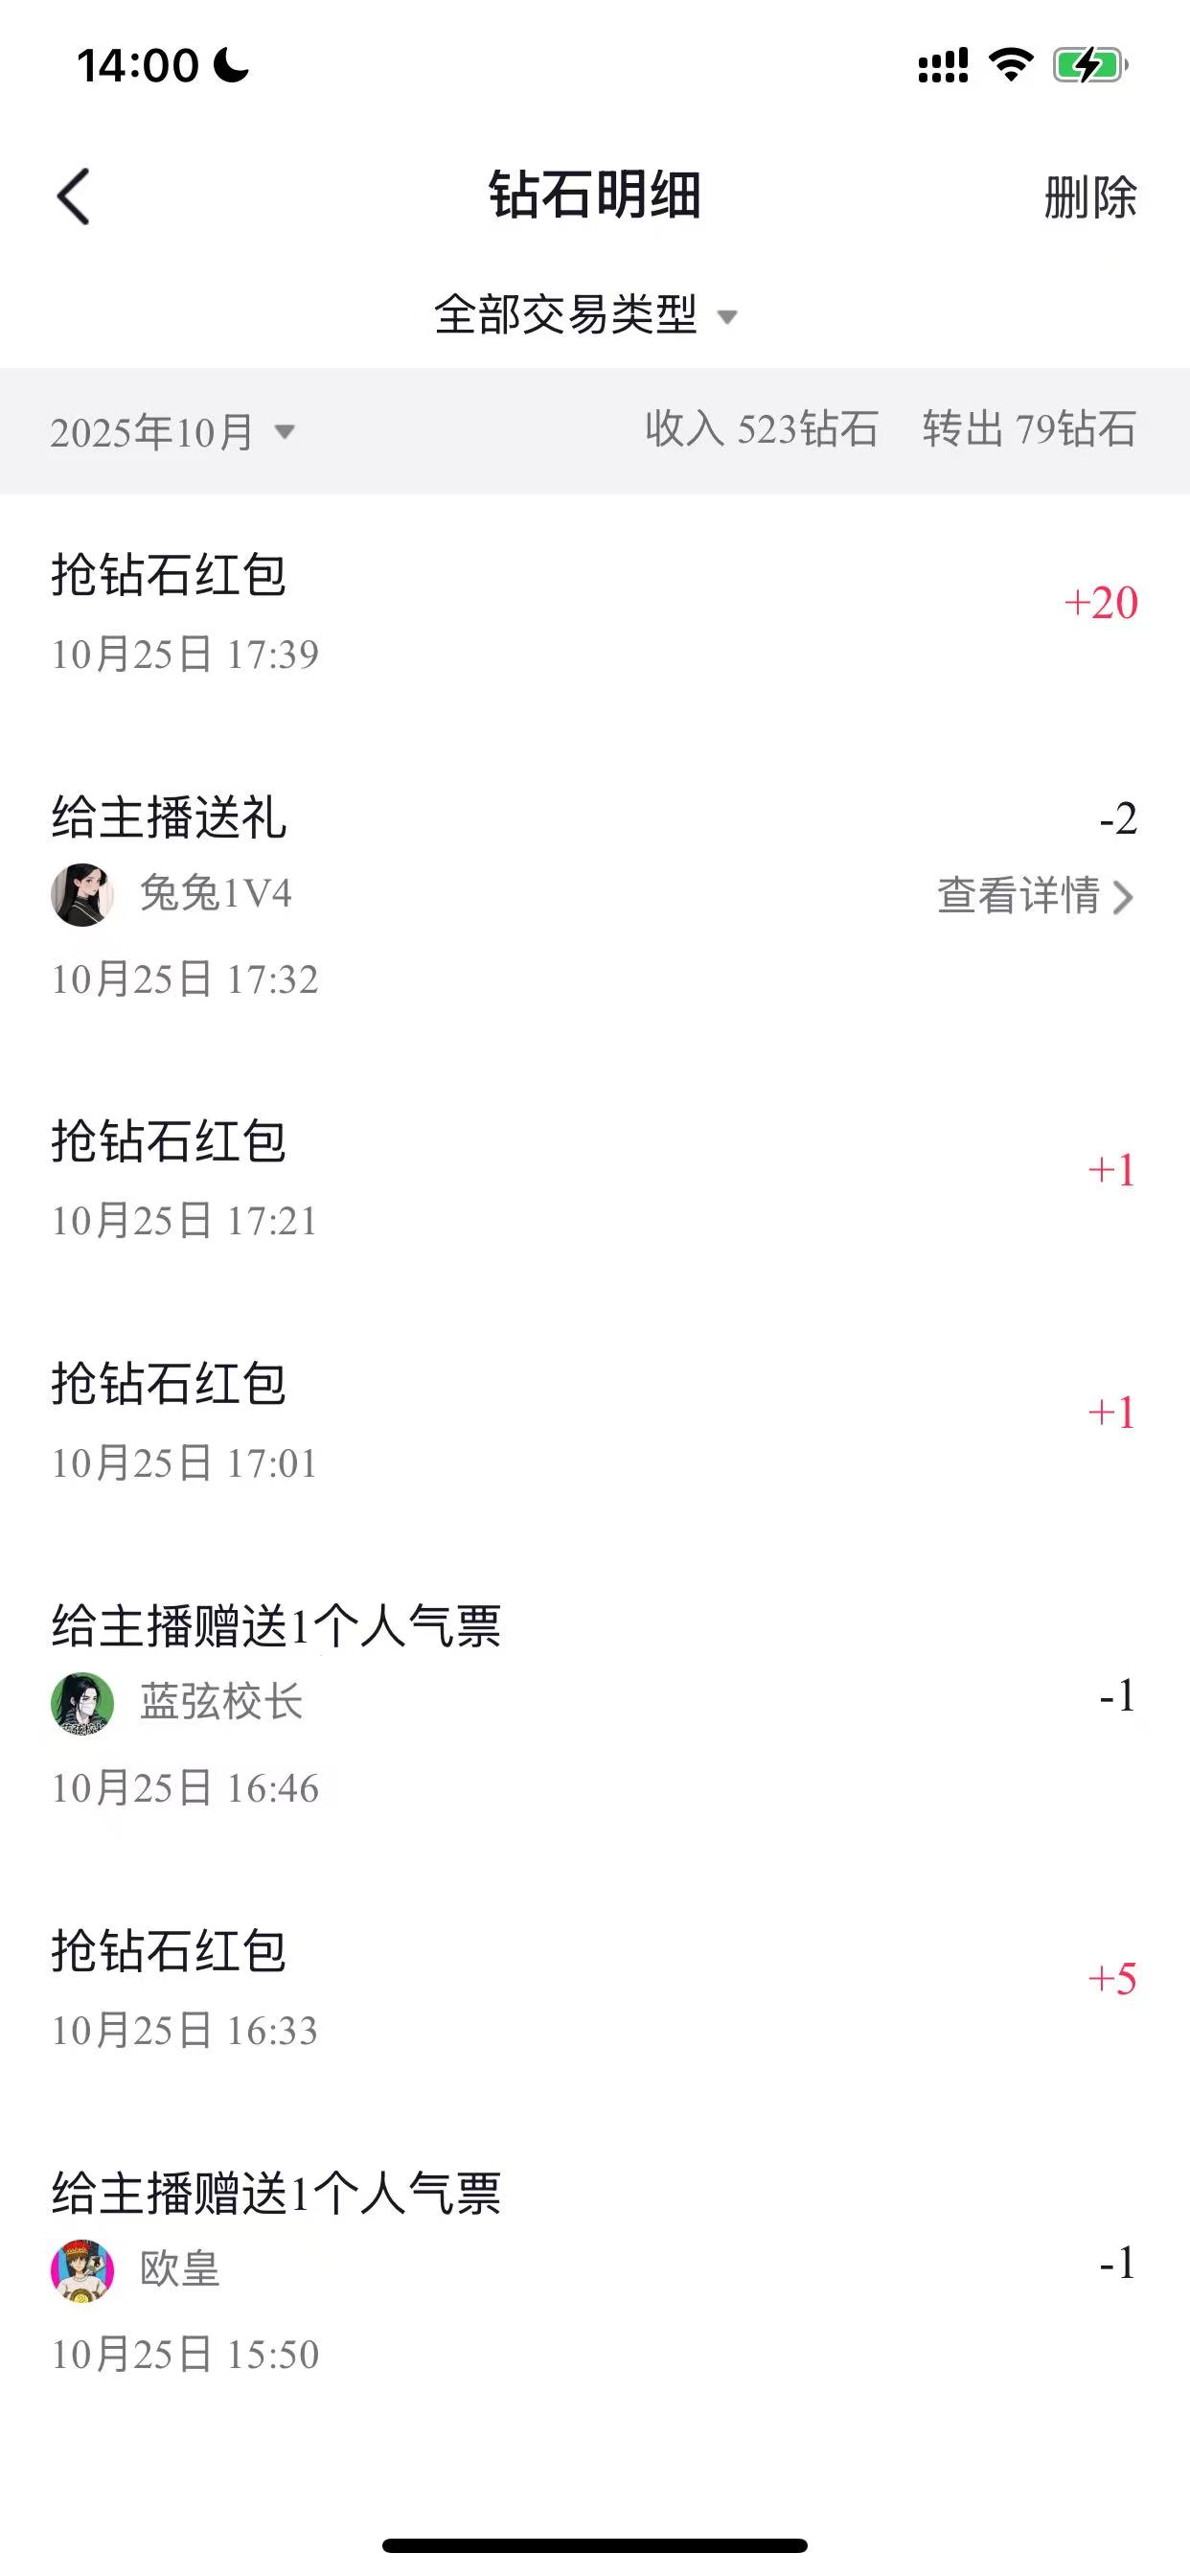 14:00
钻石明细
删除
全部交易类型
2025年10月
收入 523钻石
转出 79钻石
抢钻石红包
+20
10月25日 17:39
给主播送礼
-2
兔兔1V4
查看详情
10月25日 17:32
抢钻石红包
+1
10月25日 17:21
抢钻石红包
+1
10月25日 17:01
给主播赠送1个人气票
蓝弦校长
-1
10月25日 16:46
抢钻石红包
+5
10月25日 16:33
给主播赠送1个人气票
欧皇
-1
10月25日 15:50